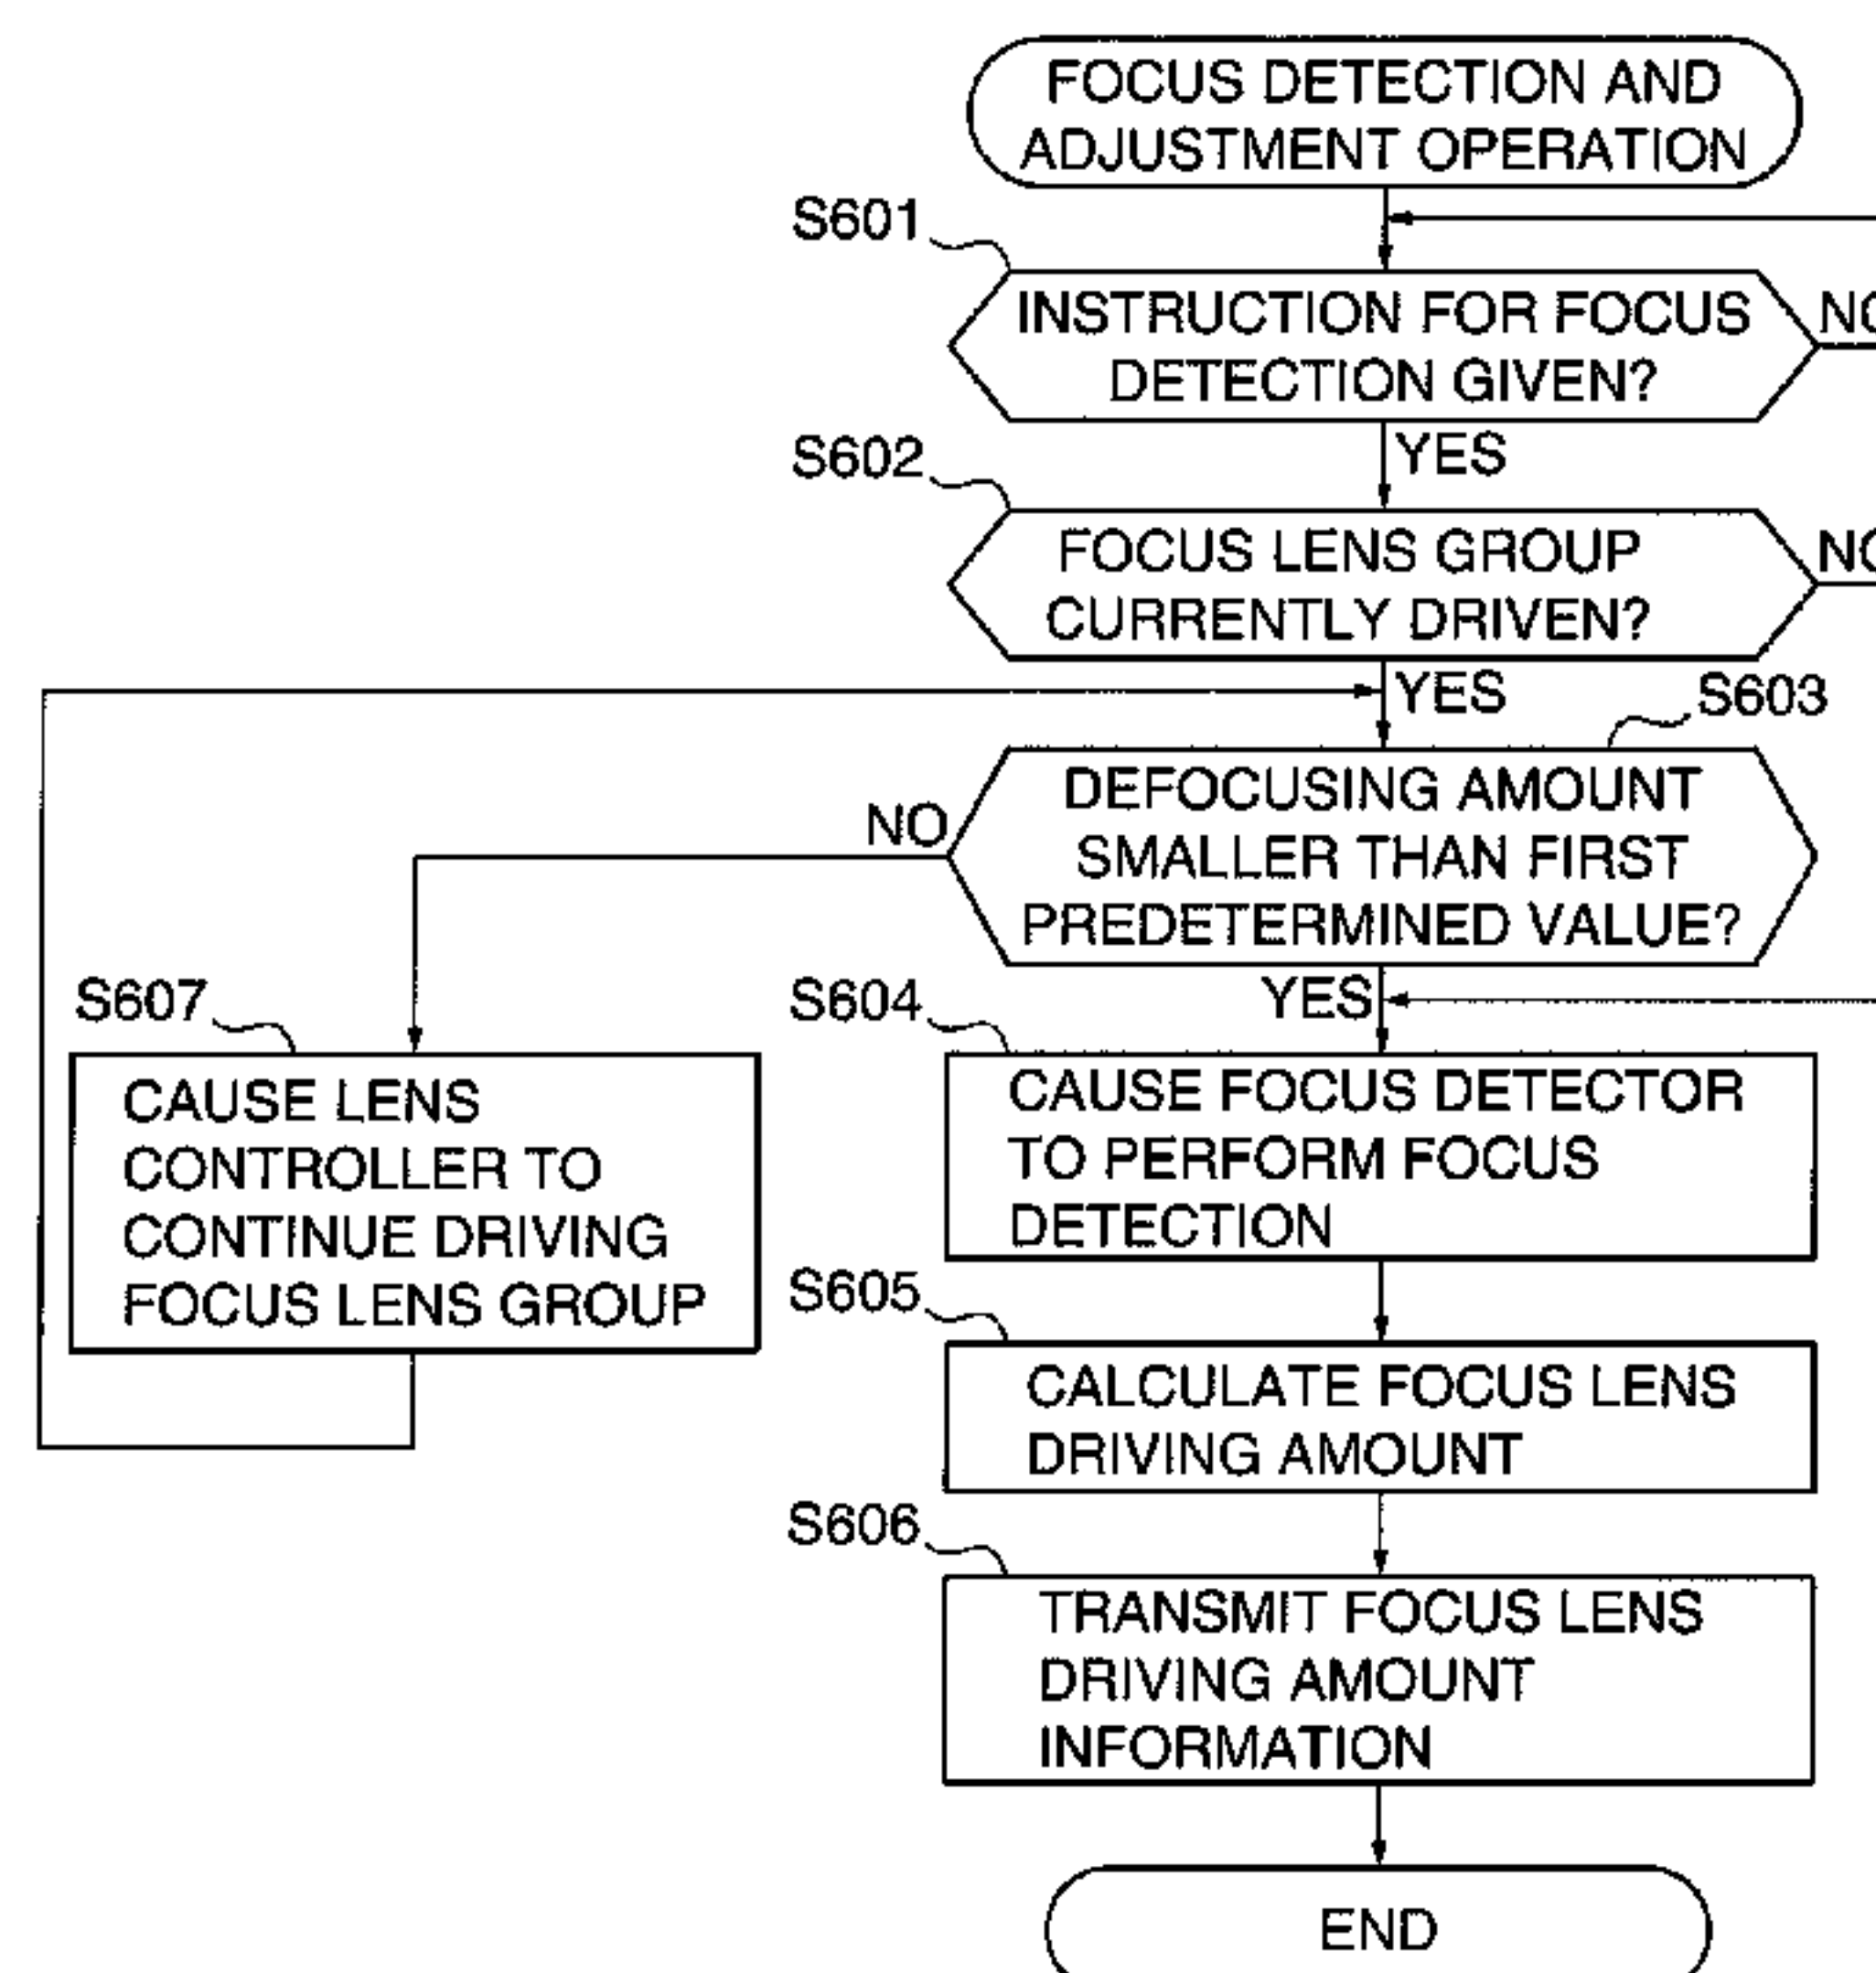 FOCUS DETECTION AND
ADJUSTMENT OPERATION
S601
INSTRUCTION FOR FOCUS
DETECTION GIVEN?
NO
YES
S602
FOCUS LENS GROUP
CURRENTLY DRIVEN?
NO
YES
S603
DEFOCUSING AMOUNT
SMALLER THAN FIRST
PREDETERMINED VALUE?
NO
YES
S607
CAUSE LENS
CONTROLLER TO
CONTINUE DRIVING
FOCUS LENS GROUP
S604
CAUSE FOCUS DETECTOR
TO PERFORM FOCUS
DETECTION
S605
CALCULATE FOCUS LENS
DRIVING AMOUNT
S606
TRANSMIT FOCUS LENS
DRIVING AMOUNT
INFORMATION
END